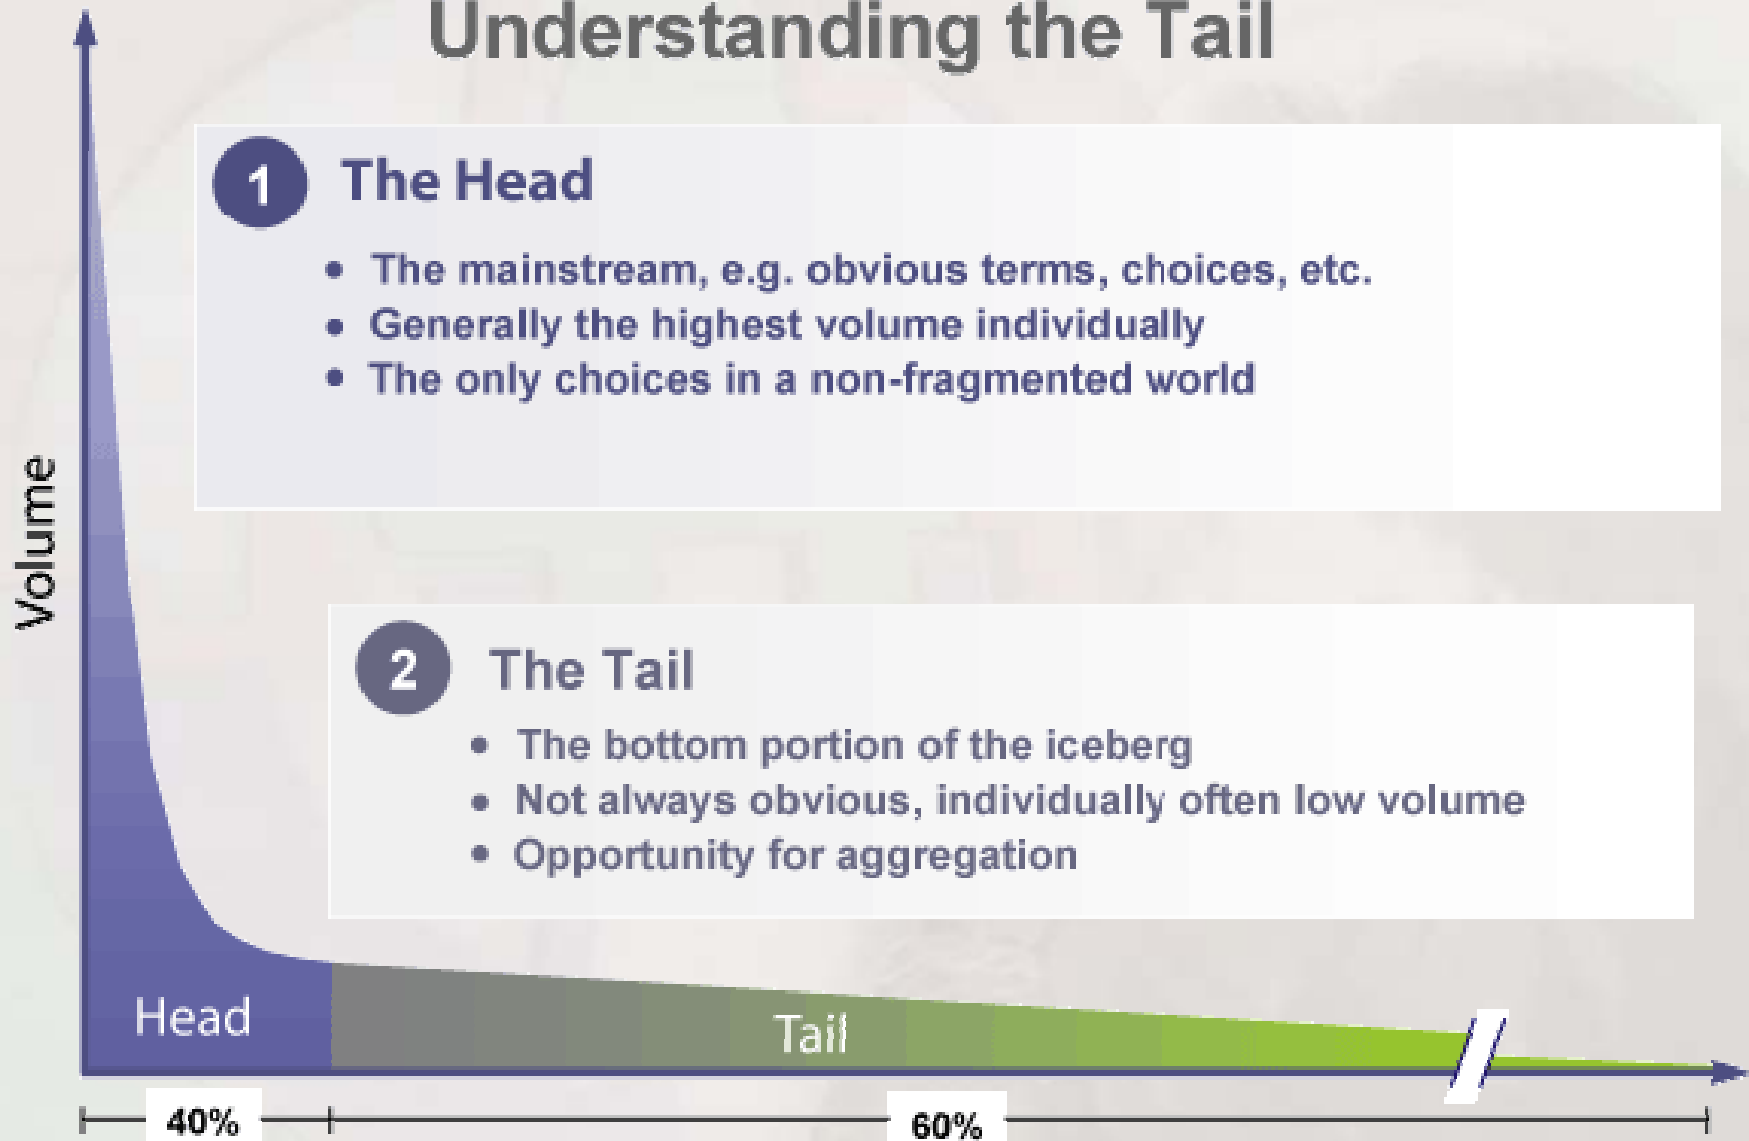 Understanding the Tail
1
The Head
• The mainstream, e.g. obvious terms, choices, etc.
• Generally the highest volume individually
• The only choices in a non-fragmented world
Volume
2
The Tail
• The bottom portion of the iceberg
• Not always obvious, individually often low volume
• Opportunity for aggregation
Head
Tail
40%
60%